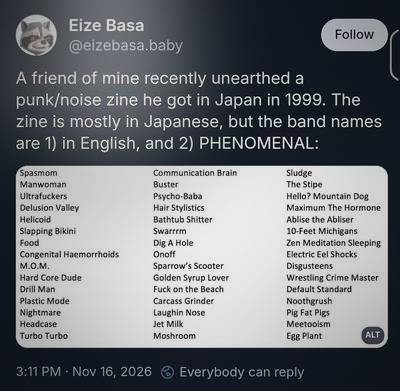 Eize Basa
@eizebasa.baby
Follow
A friend of mine recently unearthed a
punk/noise zine he got in Japan in 1999. The
zine is mostly in Japanese, but the band names
are 1) in English, and 2) PHENOMENAL:
Spasmom
Manwoman
Ultrafuckers
Delusion Valley
Helicoid
Slapping Bikini
Food
Congenital Haemorrhoids
M.O.M.
Hard Core Dude
Drill Man
Plastic Mode
Nightmare
Headcase
Turbo Turbo
Communication Brain
Buster
Psycho-Baba
Hair Stylistics
Bathtub Shitter
Swarrrm
Dig A Hole
Onoff
Sparrow's Scooter
Golden Syrup Lover
Fuck on the Beach
Carcass Grinder
Laughin Nose
Jet Milk
Moshroom
Sludge
The Stipe
Hello? Mountain Dog
Maximum The Hormone
Ablise the Abliser
10-Feet Michigans
Zen Meditation Sleeping
Electric Eel Shocks
Disgusteens
Wrestling Crime Master
Default Standard
Noothgrush
Pig Fat Pigs
Meetooism
Egg Plant
ALT
3:11 PM · Nov 16, 2026 Everybody can reply